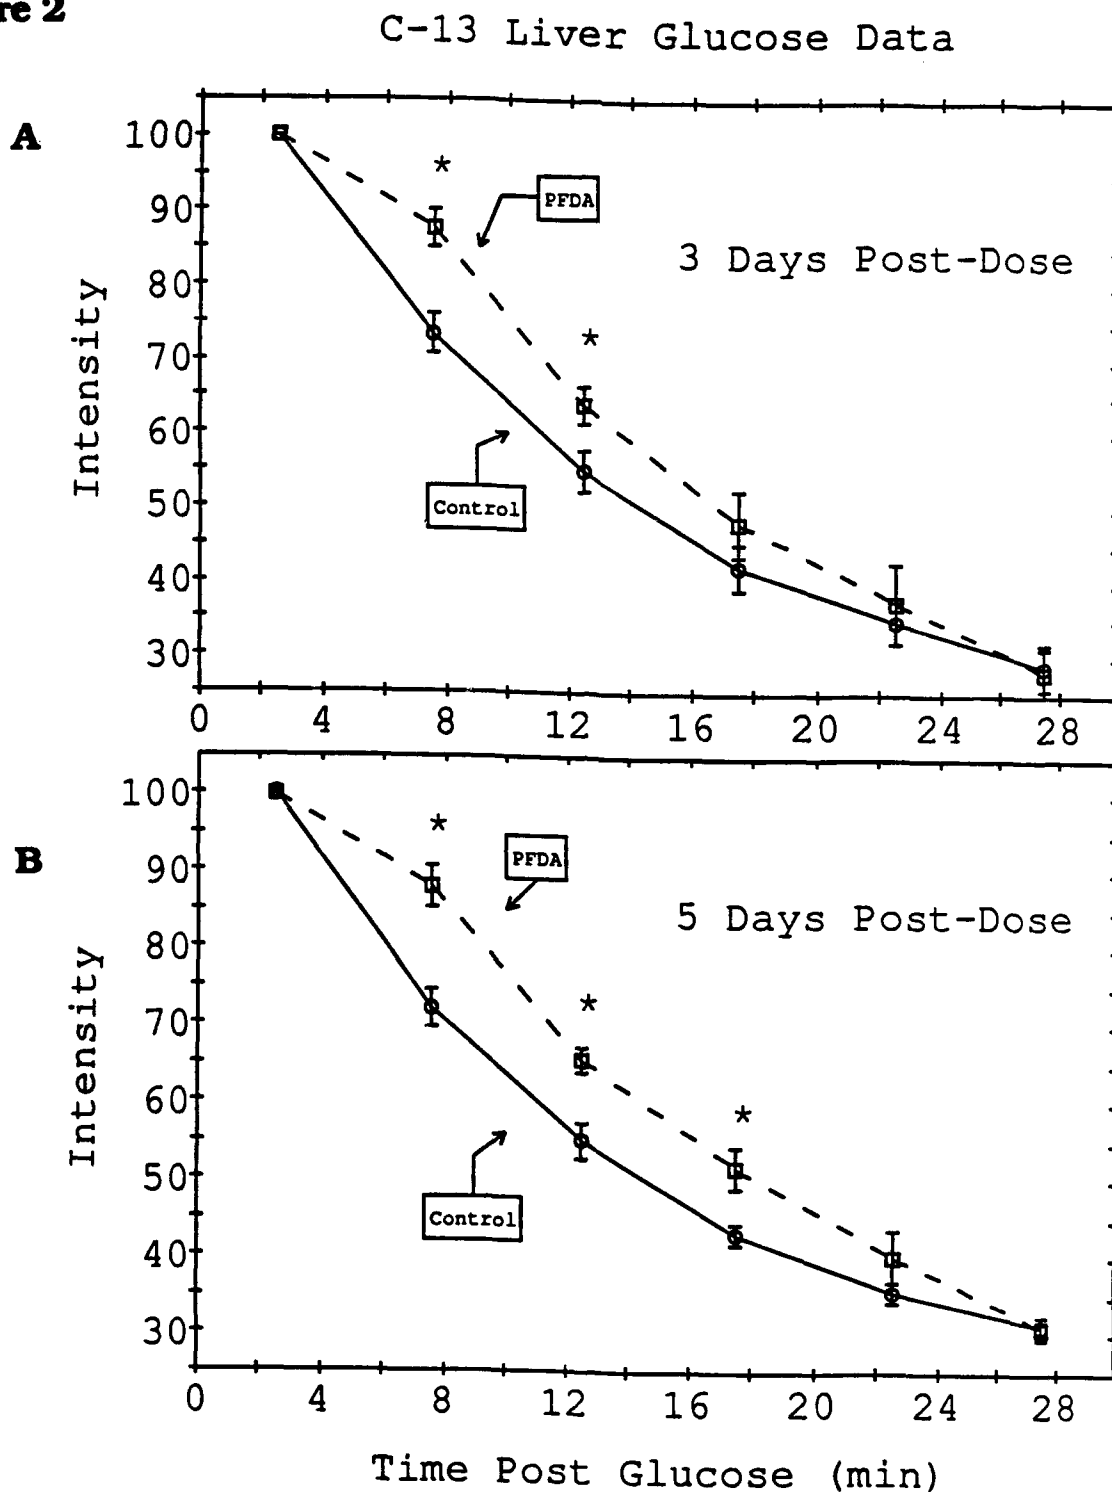 re 2
C-13 Liver Glucose Data
A
100
*
90
PFDA
3 Days Post-Dose
80
Intensity
*
70
60
Control
50
40
30
0 4 8 12 16 20 24 28
B
100
*
PFDA
90
5 Days Post-Dose
80
Intensity
*
70
60
*
50
Control
40
30
0 4 8 12 16 20 24 28
Time Post Glucose (min)